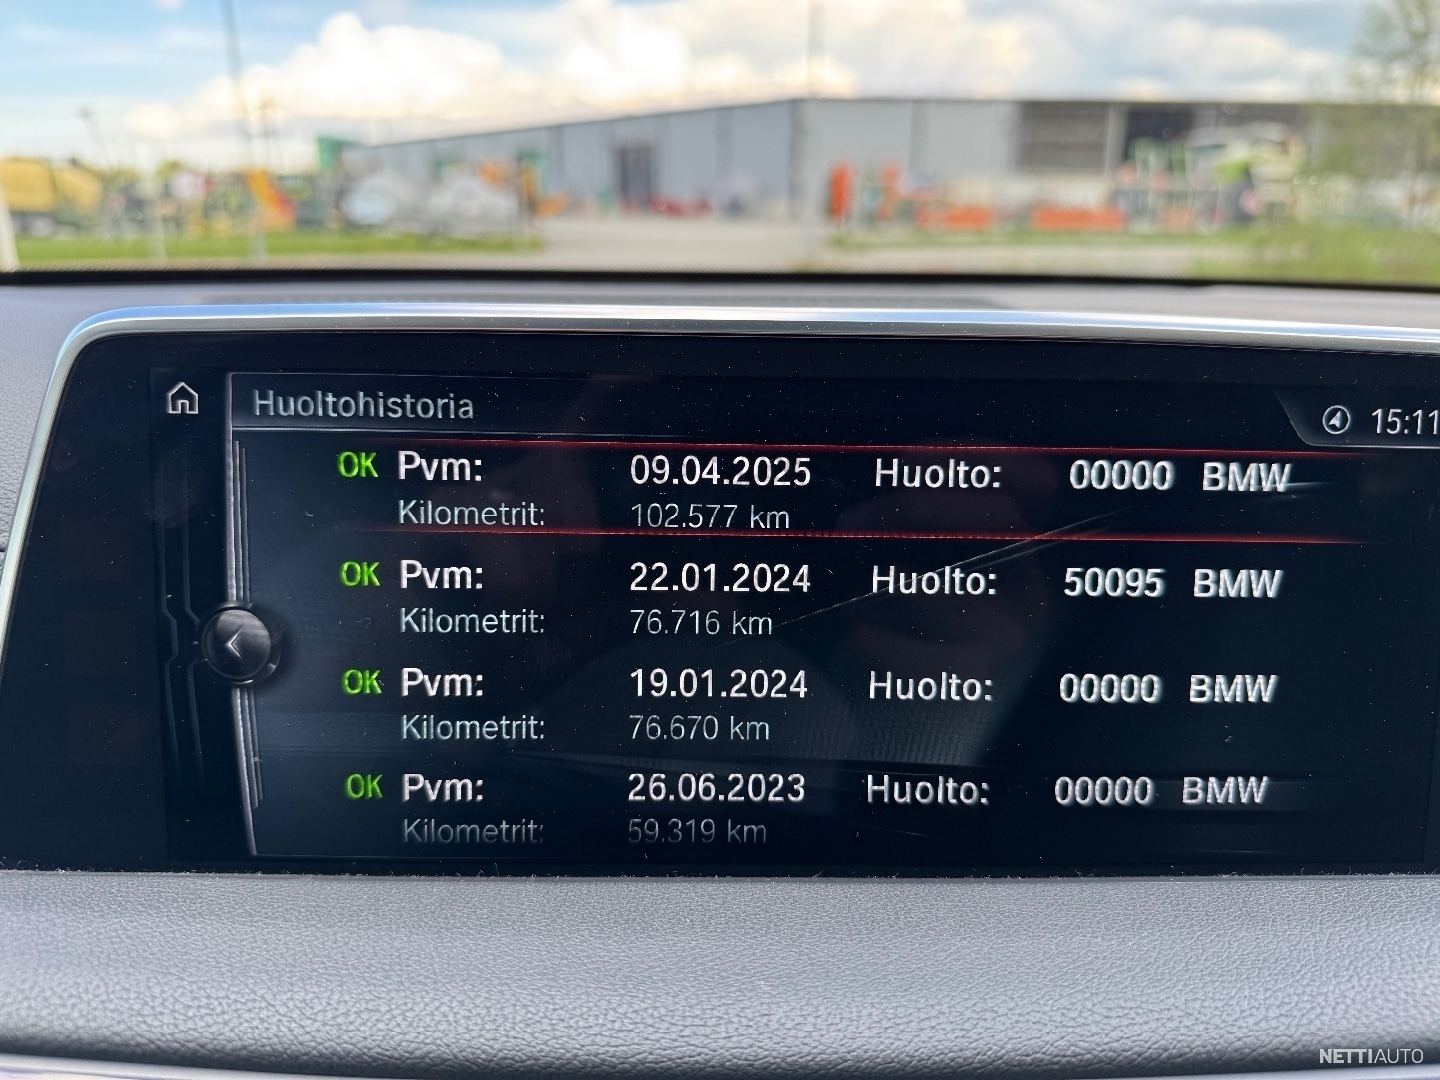 Huoltohistoria
15:11
OK Pvm: 09.04.2025 Huolto: 00000 BMW
Kilometrit: 102.577 km
OK Pvm: 22.01.2024 Huolto: 50095 BMW
Kilometrit: 76.716 km
OK Pvm: 19.01.2024 Huolto: 00000 BMW
Kilometrit: 76.670 km
OK Pvm: 26.06.2023 Huolto: 00000 BMW
Kilometrit: 59.319 km
NETTIAUTO